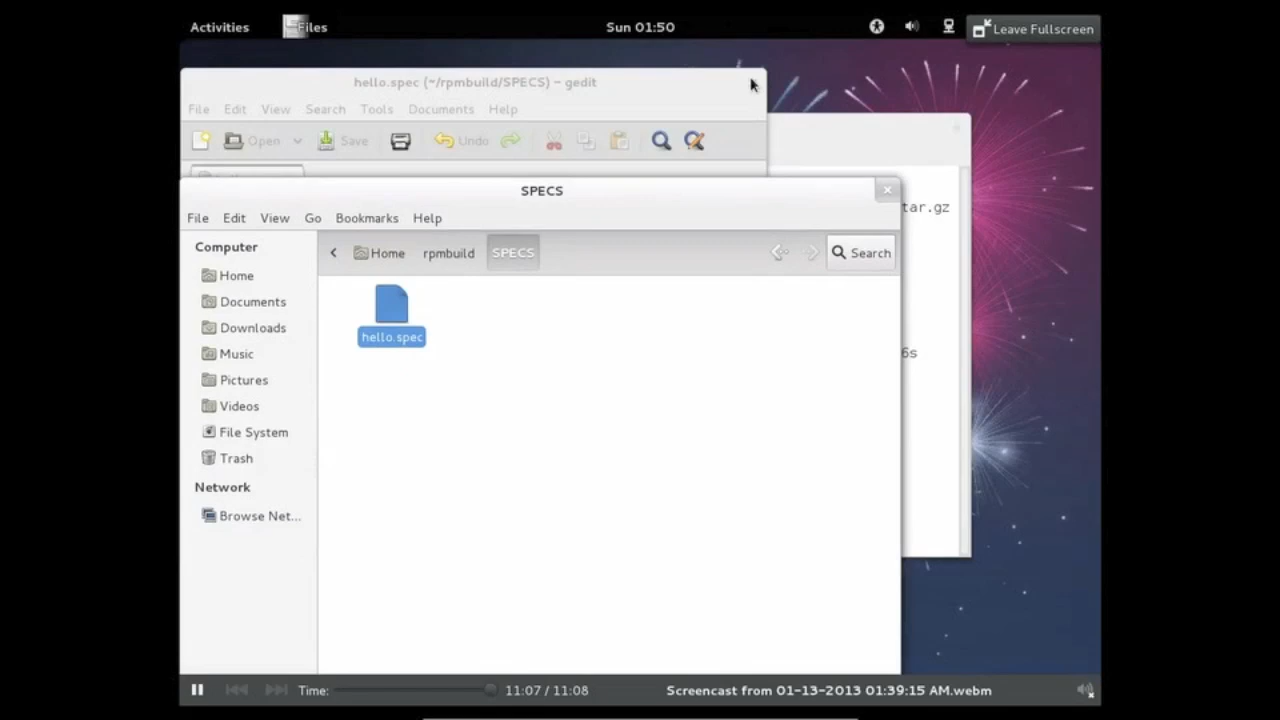 Activities Files Sun 01:50 Leave Fullscreen
hello.spec (~/rpmbuild/SPECS) - gedit
File Edit View Search Tools Documents Help
Open Save Undo
SPECS
tar.gz
File Edit View Go Bookmarks Help
Computer
Home rpmbuild SPECS Search
Home
Documents
hello.spec
Downloads
Music
6s
Pictures
Videos
File System
Trash
Network
Browse Net...
Time: 11:07 / 11:08 Screencast from 01-13-2013 01:39:15 AM.webm